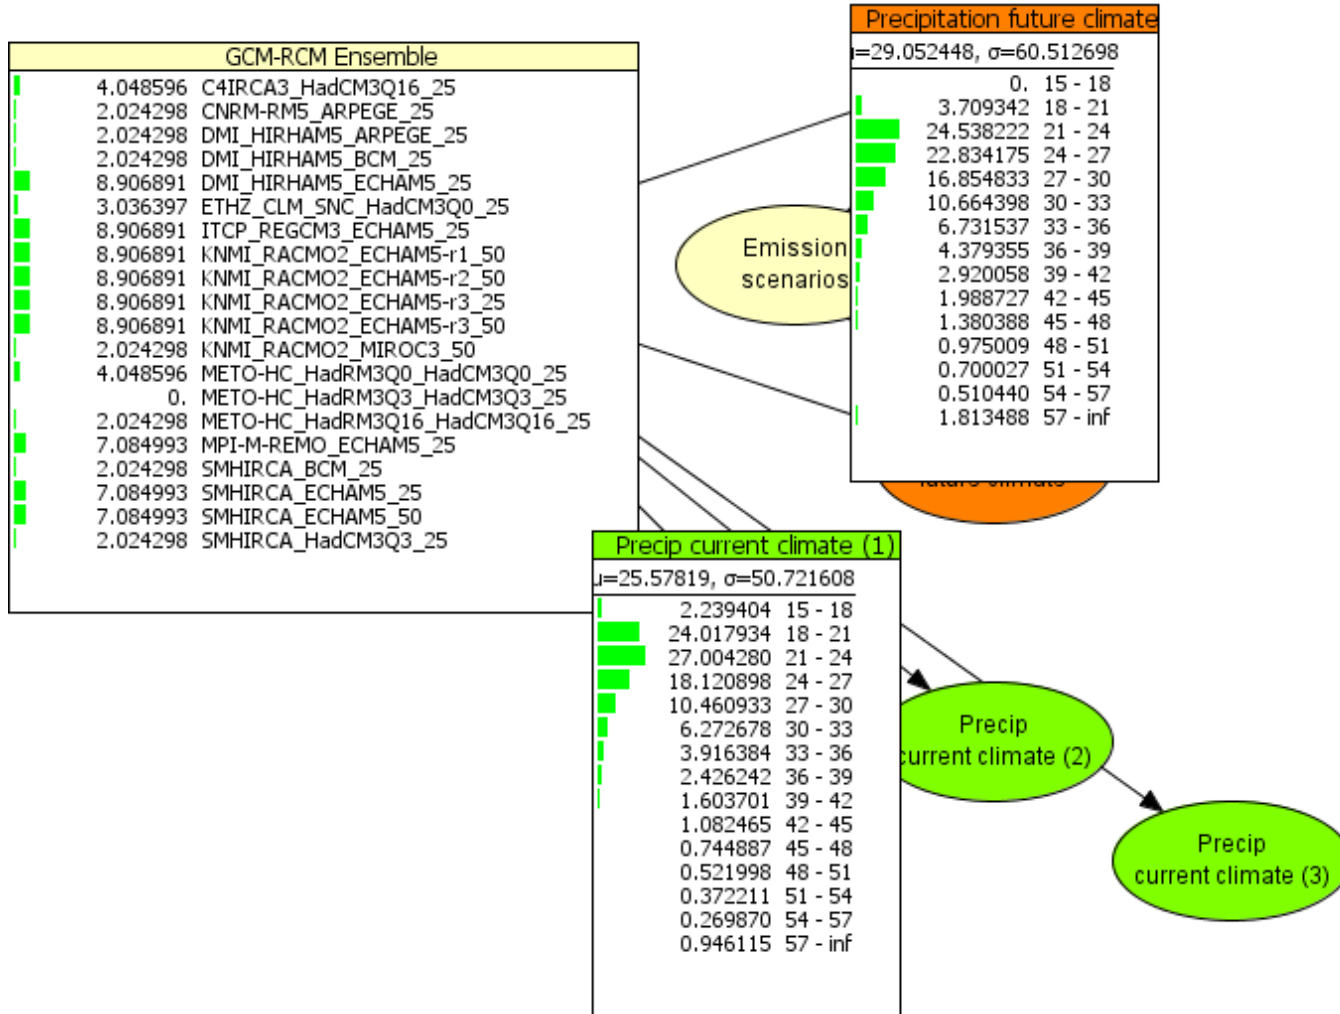 GCM-RCM Ensemble
4.048596 C4IRCA3_HadCM3Q16_25
2.024298 CNRM-RM5_ARPEGE_25
2.024298 DMI_HIRHAM5_ARPEGE_25
2.024298 DMI_HIRHAM5_BCM_25
8.906891 DMI_HIRHAM5_ECHAM5_25
3.036397 ETHZ_CLM_SNC_HadCM3Q0_25
8.906891 ITCP_REGCM3_ECHAM5_25
8.906891 KNMI_RACMO2_ECHAM5-r1_50
8.906891 KNMI_RACMO2_ECHAM5-r2_50
8.906891 KNMI_RACMO2_ECHAM5-r3_25
8.906891 KNMI_RACMO2_ECHAM5-r3_50
2.024298 KNMI_RACMO2_MIROC3_50
4.048596 METO-HC_HadRM3Q0_HadCM3Q0_25
0. METO-HC_HadRM3Q3_HadCM3Q3_25
2.024298 METO-HC_HadRM3Q16_HadCM3Q16_25
7.084993 MPI-M-REMO_ECHAM5_25
2.024298 SMHIRCA_BCM_25
7.084993 SMHIRCA_ECHAM5_25
7.084993 SMHIRCA_ECHAM5_50
2.024298 SMHIRCA_HadCM3Q3_25
Emission
scenarios
Precipitation future climate
=29.052448, σ=60.512698
0. 15 - 18
3.709342 18 - 21
24.538222 21 - 24
22.834175 24 - 27
16.854833 27 - 30
10.664398 30 - 33
6.731537 33 - 36
4.379355 36 - 39
2.920058 39 - 42
1.988727 42 - 45
1.380388 45 - 48
0.975009 48 - 51
0.700027 51 - 54
0.510440 54 - 57
1.813488 57 - inf
future climate
Precip current climate (1)
μ=25.57819, σ=50.721608
2.239404 15 - 18
24.017934 18 - 21
27.004280 21 - 24
18.120898 24 - 27
10.460933 27 - 30
6.272678 30 - 33
3.916384 33 - 36
2.426242 36 - 39
1.603701 39 - 42
1.082465 42 - 45
0.744887 45 - 48
0.521998 48 - 51
0.372211 51 - 54
0.269870 54 - 57
0.946115 57 - inf
Precip
current climate (2)
Precip
current climate (3)